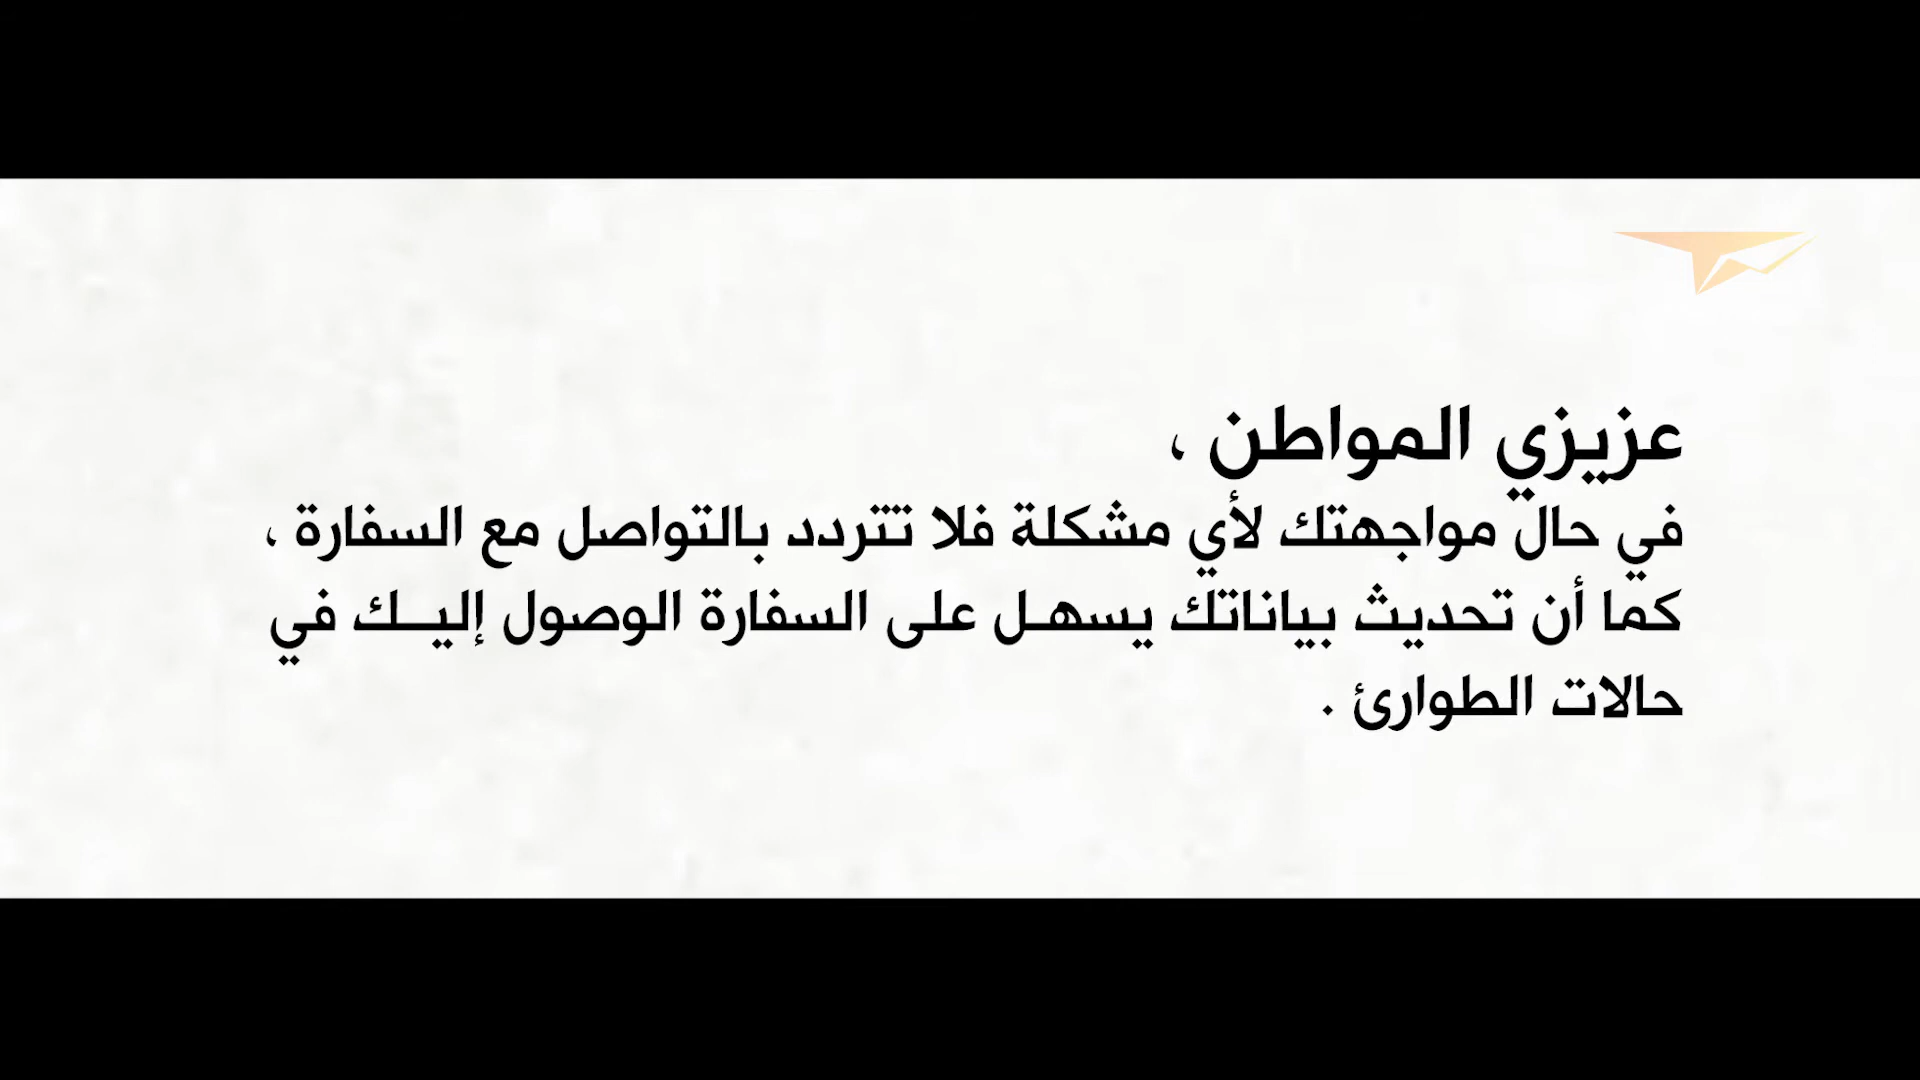 عزيزي المواطن ،
في حال مواجهتك لأي مشكلة فلا تتردد بالتواصل مع السفارة ،
كما أن تحديث بياناتك يسهـل على السفارة الوصول إليـك في
حالات الطوارئ .